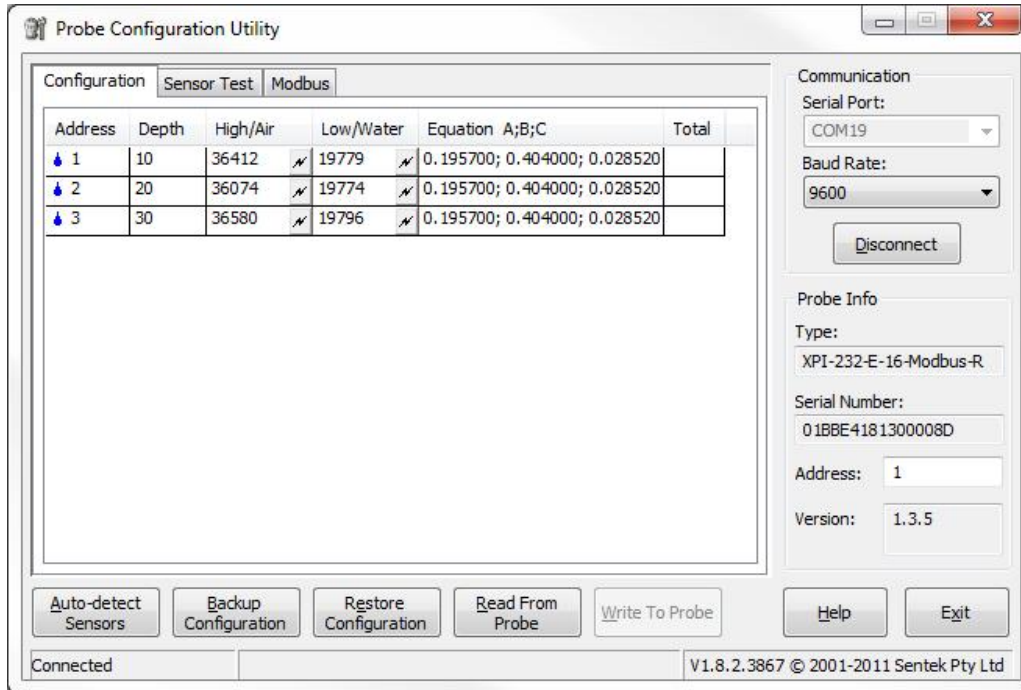 Probe Configuration Utility
Configuration Sensor Test Modbus
Address Depth High/Air Low/Water Equation A;B;C Total
1 10 36412 19779 0.195700; 0.404000; 0.028520
2 20 36074 19774 0.195700; 0.404000; 0.028520
3 30 36580 19796 0.195700; 0.404000; 0.028520
Communication
Serial Port:
COM19
Baud Rate:
9600
Disconnect
Probe Info
Type:
XPI-232-E-16-Modbus-R
Serial Number:
01BBE4181300008D
Address: 1
Version: 1.3.5
Auto-detect
Sensors
Backup
Configuration
Restore
Configuration
Read From
Probe
Write To Probe
Help
Exit
Connected
V1.8.2.3867 © 2001-2011 Sentek Pty Ltd